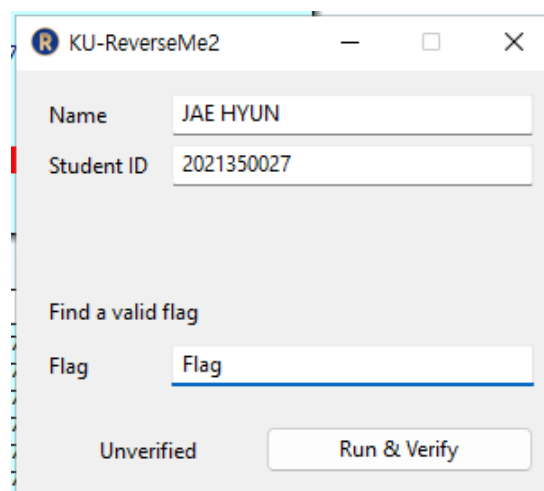 R KU-ReverseMe2
Name JAE HYUN
Student ID 2021350027
Find a valid flag
Flag Flag
Unverified Run & Verify